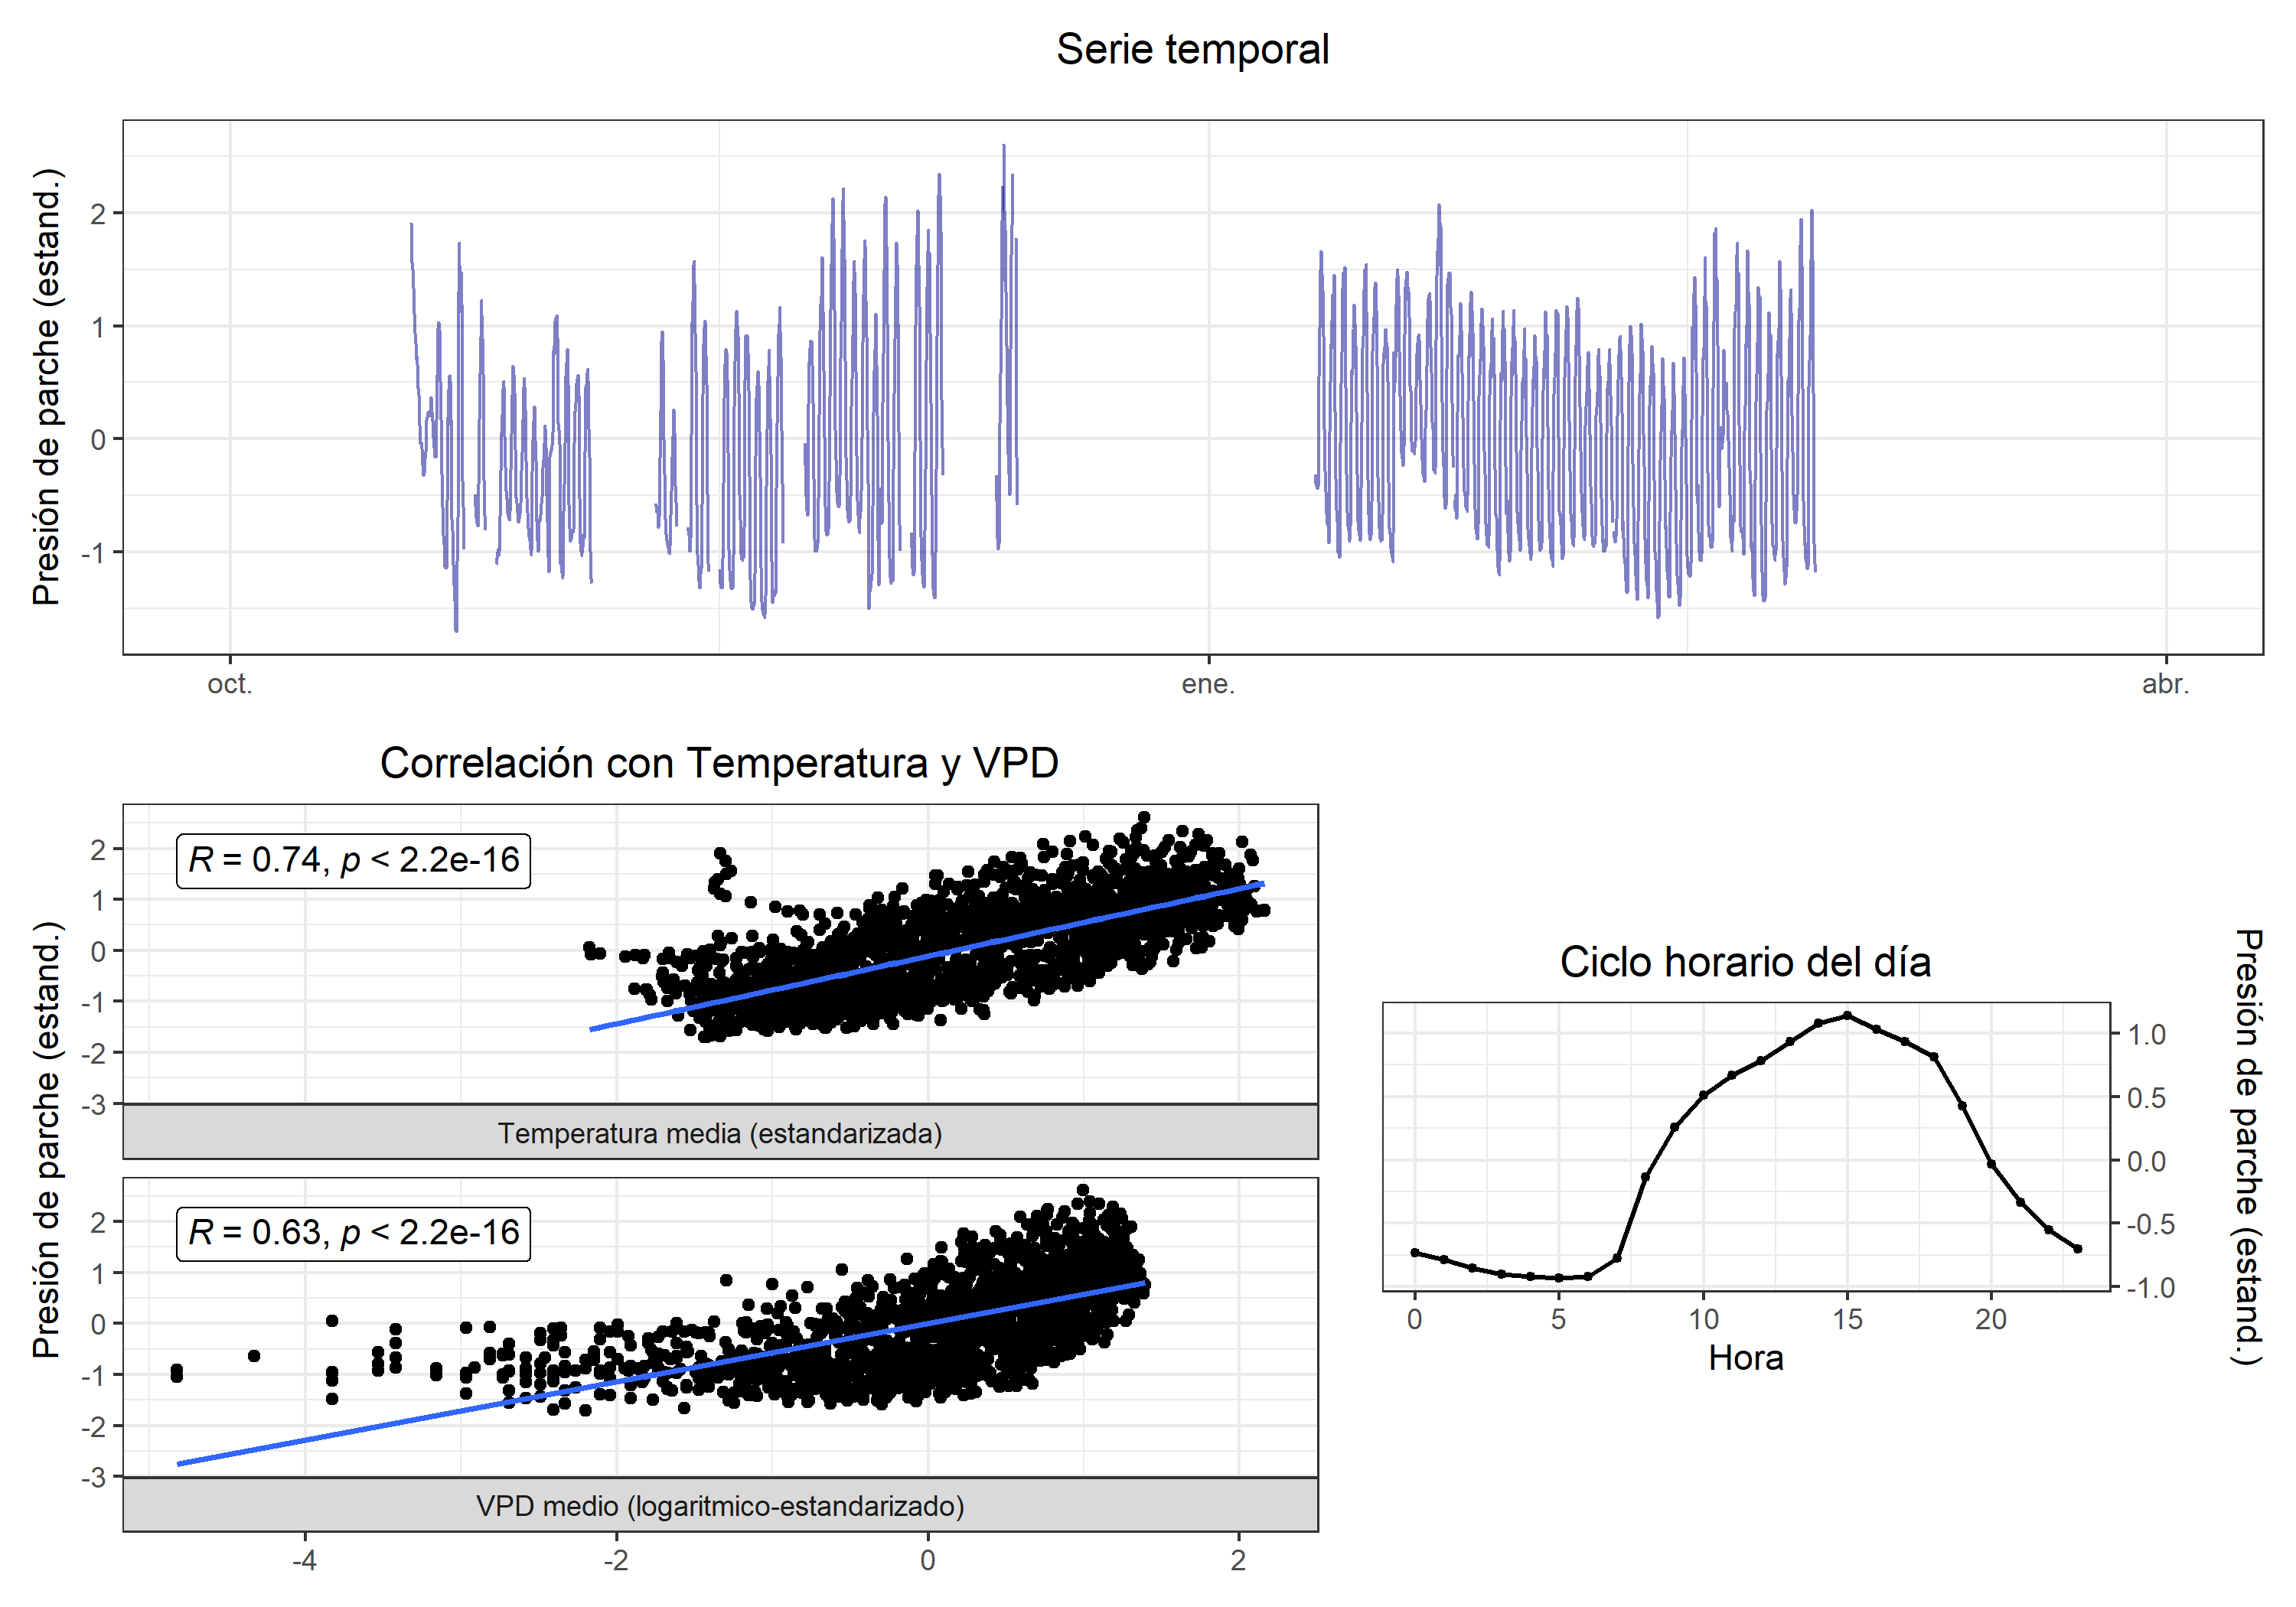 Serie temporal
Presión de parche (estand.)
2
1
0
-1
oct.
ene.
abr.
Correlación con Temperatura y VPD
Presión de parche (estand.)
R = 0.74, p < 2.2e-16
2
1
0
-1
-2
-3
Temperatura media (estandarizada)
R = 0.63, p < 2.2e-16
2
1
0
-1
-2
-3
VPD medio (logaritmico-estandarizado)
-4
-2
0
2
Ciclo horario del día
1.0
0.5
0.0
-0.5
-1.0
Presión de parche (estand.)
0
5
10
15
20
Hora